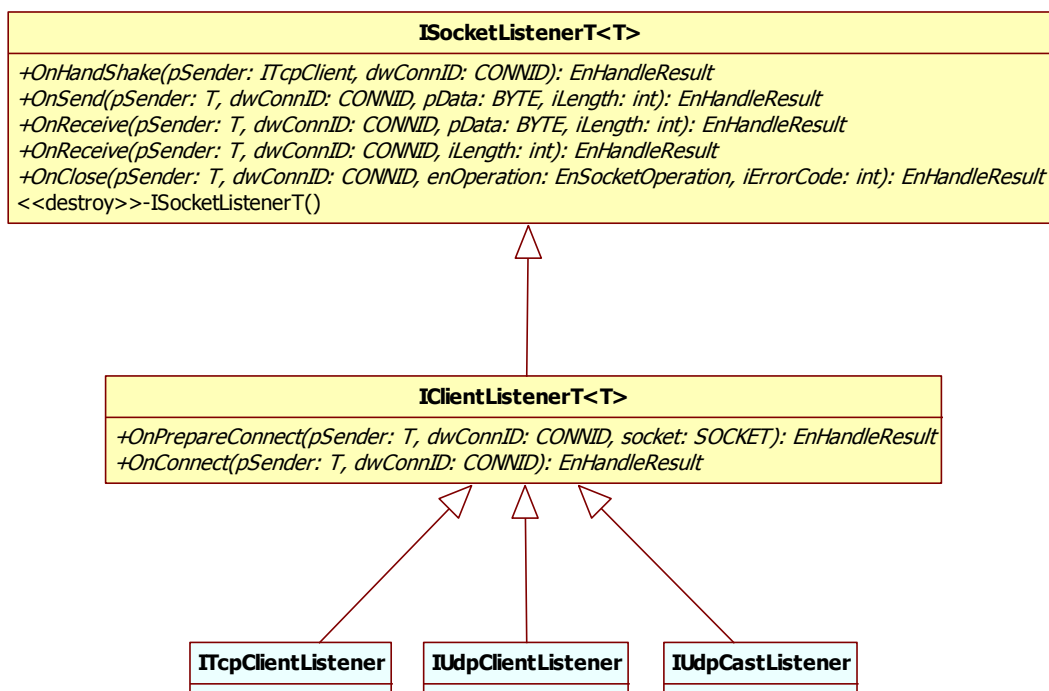 ISocketListenerT<T>
+OnHandShake(pSender: ITcpClient, dwConnID: CONNID): EnHandleResult
+OnSend(pSender: T, dwConnID: CONNID, pData: BYTE, iLength: int): EnHandleResult
+OnReceive(pSender: T, dwConnID: CONNID, pData: BYTE, iLength: int): EnHandleResult
+OnReceive(pSender: T, dwConnID: CONNID, iLength: int): EnHandleResult
+OnClose(pSender: T, dwConnID: CONNID, enOperation: EnSocketOperation, iErrorCode: int): EnHandleResult
<<destroy>>-ISocketListenerT()
IClientListenerT<T>
+OnPrepareConnect(pSender: T, dwConnID: CONNID, socket: SOCKET): EnHandleResult
+OnConnect(pSender: T, dwConnID: CONNID): EnHandleResult
ITcpClientListener IUdpClientListener IUdpCastListener